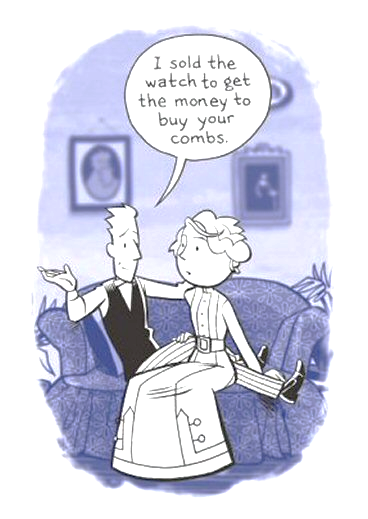 I sold the
watch to get
the money to
buy your
combs.